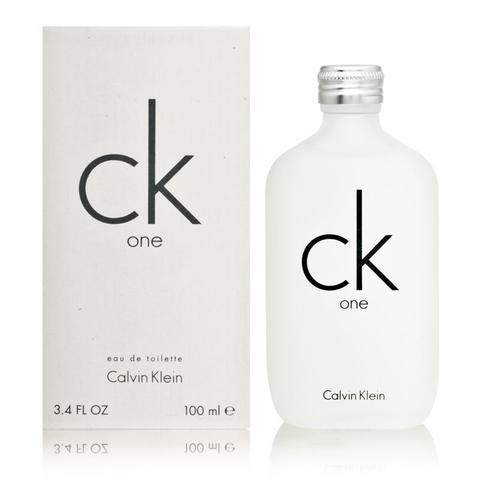 ck
one
eau de toilette
Calvin Klein
3.4 FL OZ 100 ml ℮
ck
one
Calvin Klein